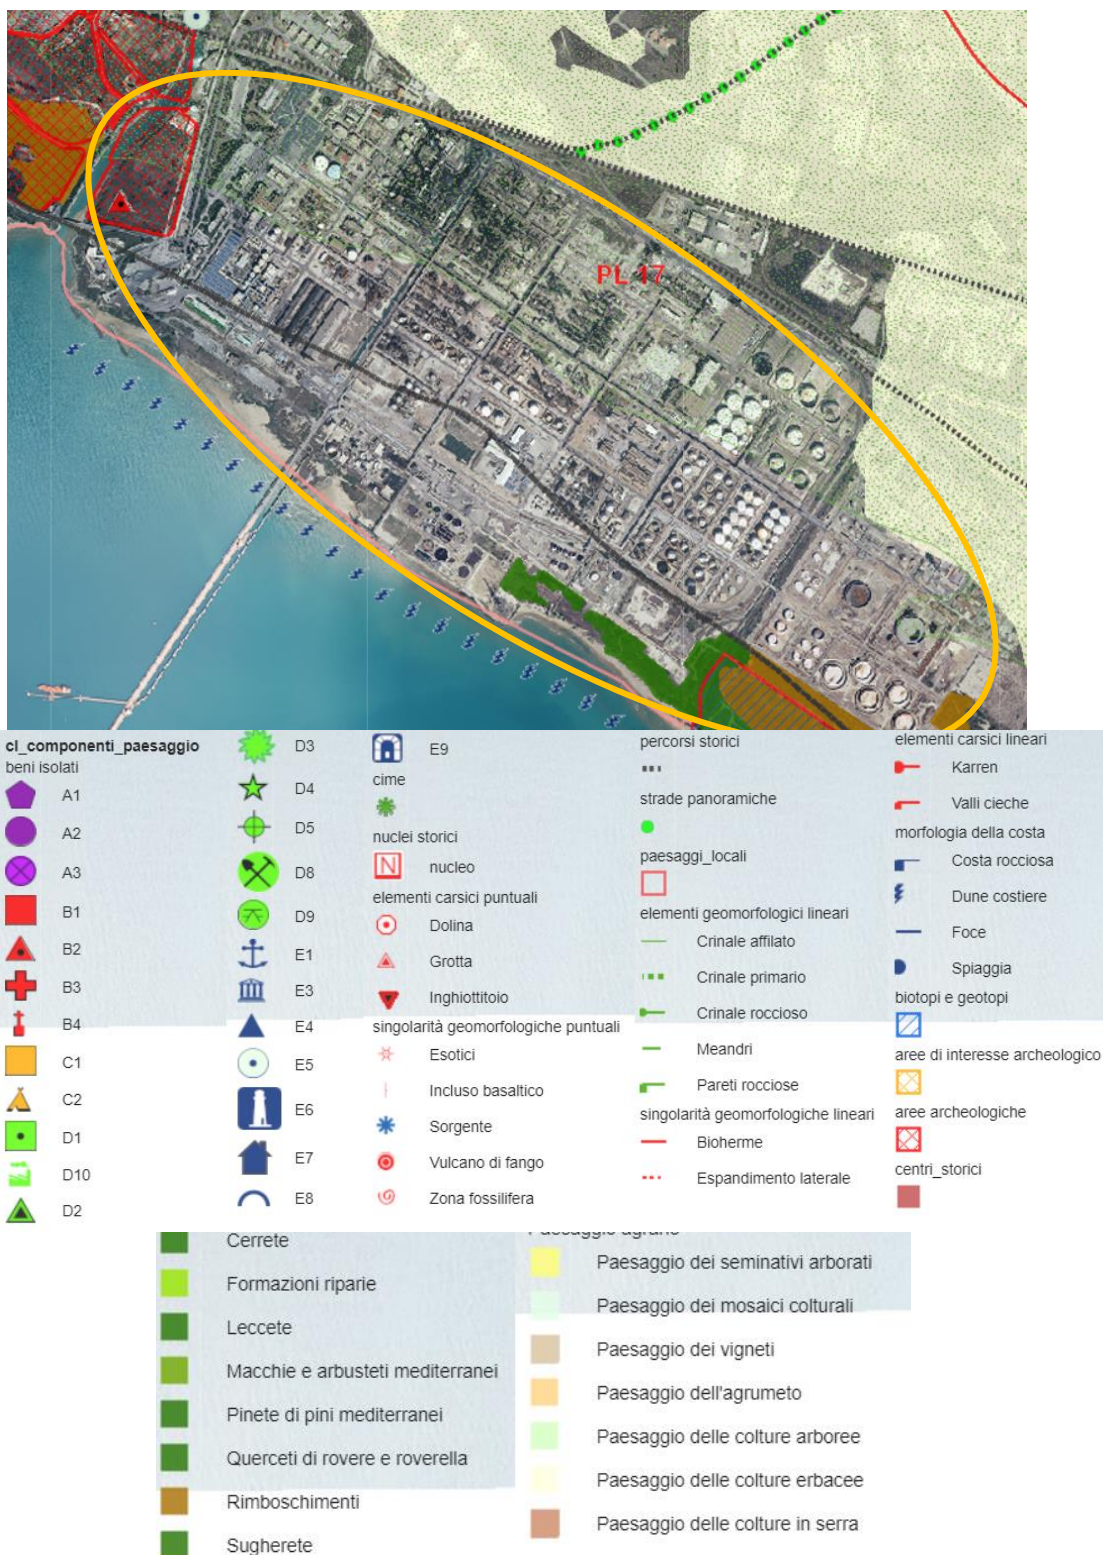 PL 17
cl_componenti_paesaggio
beni isolati
A1
A2
A3
B1
B2
B3
B4
C1
C2
D1
D10
D2
D3
D4
D5
D8
D9
E1
E3
E4
E5
E6
E7
E8
E9
cime
nuclei storici
N nucleo
elementi carsici puntuali
Dolina
Grotta
Inghiottitoio
singolarità geomorfologiche puntuali
Esotici
Incluso basaltico
Sorgente
Vulcano di fango
Zona fossilifera
percorsi storici
strade panoramiche
paesaggi_locali
elementi geomorfologici lineari
Crinale affilato
Crinale primario
Crinale roccioso
Meandri
Pareti rocciose
singolarità geomorfologiche lineari
Bioherme
Espandimento laterale
elementi carsici lineari
Karren
Valli cieche
morfologia della costa
Costa rocciosa
Dune costiere
Foce
Spiaggia
biotopi e geotopi
aree di interesse archeologico
aree archeologiche
centri_storici
Cerrete
Formazioni riparie
Leccete
Macchie e arbusteti mediterranei
Pinete di pini mediterranei
Querceti di rovere e roverella
Rimboschimenti
Sugherete
Paesaggio agrario
Paesaggio dei seminativi arborati
Paesaggio dei mosaici colturali
Paesaggio dei vigneti
Paesaggio dell'agrumeto
Paesaggio delle colture arboree
Paesaggio delle colture erbacee
Paesaggio delle colture in serra